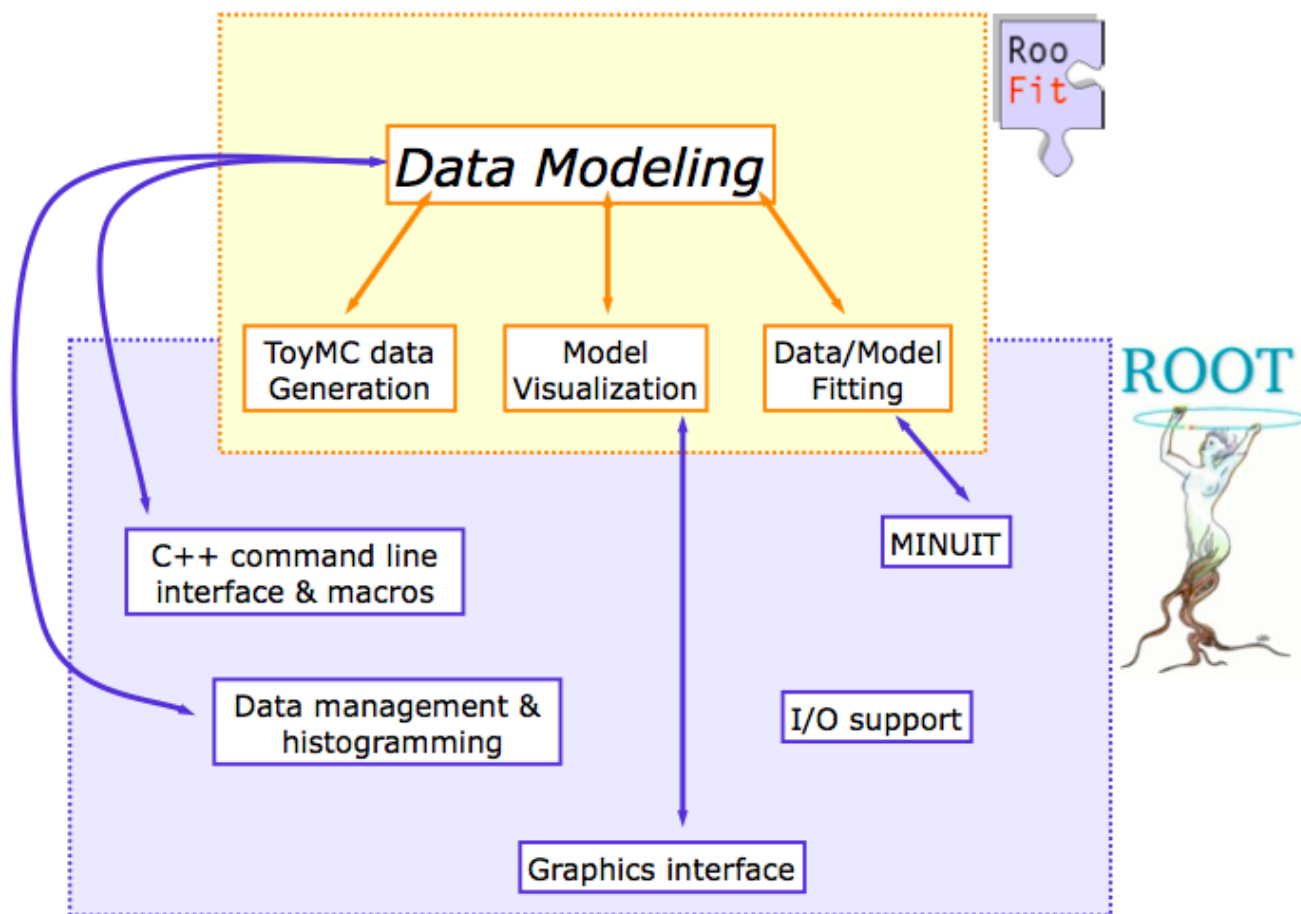 Roo
Fit
Data Modeling
ToyMC data
Generation
Model
Visualization
Data/Model
Fitting
ROOT
C++ command line
interface & macros
MINUIT
Data management &
histogramming
I/O support
Graphics interface